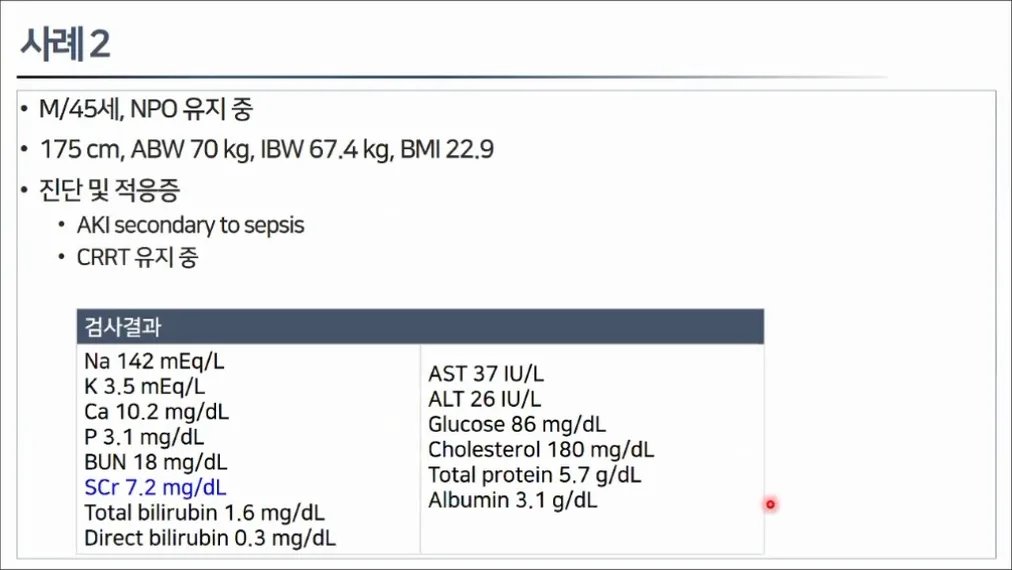 사례 2
• M/45세, NPO 유지 중
• 175 cm, ABW 70 kg, IBW 67.4 kg, BMI 22.9
• 진단 및 적응증
• AKI secondary to sepsis
• CRRT 유지 중
검사결과
Na 142 mEq/L
K 3.5 mEq/L
Ca 10.2 mg/dL
P 3.1 mg/dL
BUN 18 mg/dL
SCr 7.2 mg/dL
Total bilirubin 1.6 mg/dL
Direct bilirubin 0.3 mg/dL
AST 37 IU/L
ALT 26 IU/L
Glucose 86 mg/dL
Cholesterol 180 mg/dL
Total protein 5.7 g/dL
Albumin 3.1 g/dL